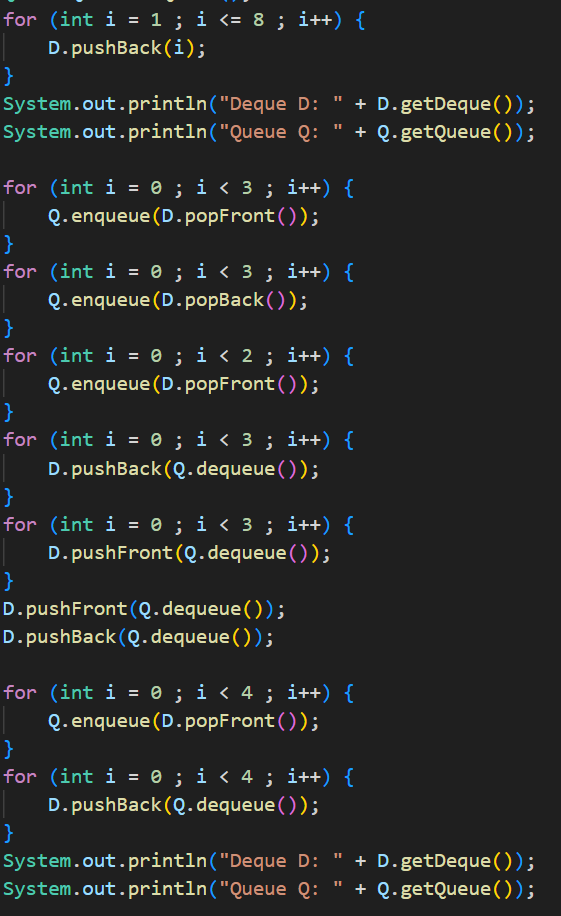 for (int i = 1 ; i <= 8 ; i++) {
    D.pushBack(i);
}
System.out.println("Deque D: " + D.getDeque());
System.out.println("Queue Q: " + Q.getQueue());

for (int i = 0 ; i < 3 ; i++) {
    Q.enqueue(D.popFront());
}
for (int i = 0 ; i < 3 ; i++) {
    Q.enqueue(D.popBack());
}
for (int i = 0 ; i < 2 ; i++) {
    Q.enqueue(D.popFront());
}
for (int i = 0 ; i < 3 ; i++) {
    D.pushBack(Q.dequeue());
}
for (int i = 0 ; i < 3 ; i++) {
    D.pushFront(Q.dequeue());
}
D.pushFront(Q.dequeue());
D.pushBack(Q.dequeue());

for (int i = 0 ; i < 4 ; i++) {
    Q.enqueue(D.popFront());
}
for (int i = 0 ; i < 4 ; i++) {
    D.pushBack(Q.dequeue());
}
System.out.println("Deque D: " + D.getDeque());
System.out.println("Queue Q: " + Q.getQueue());